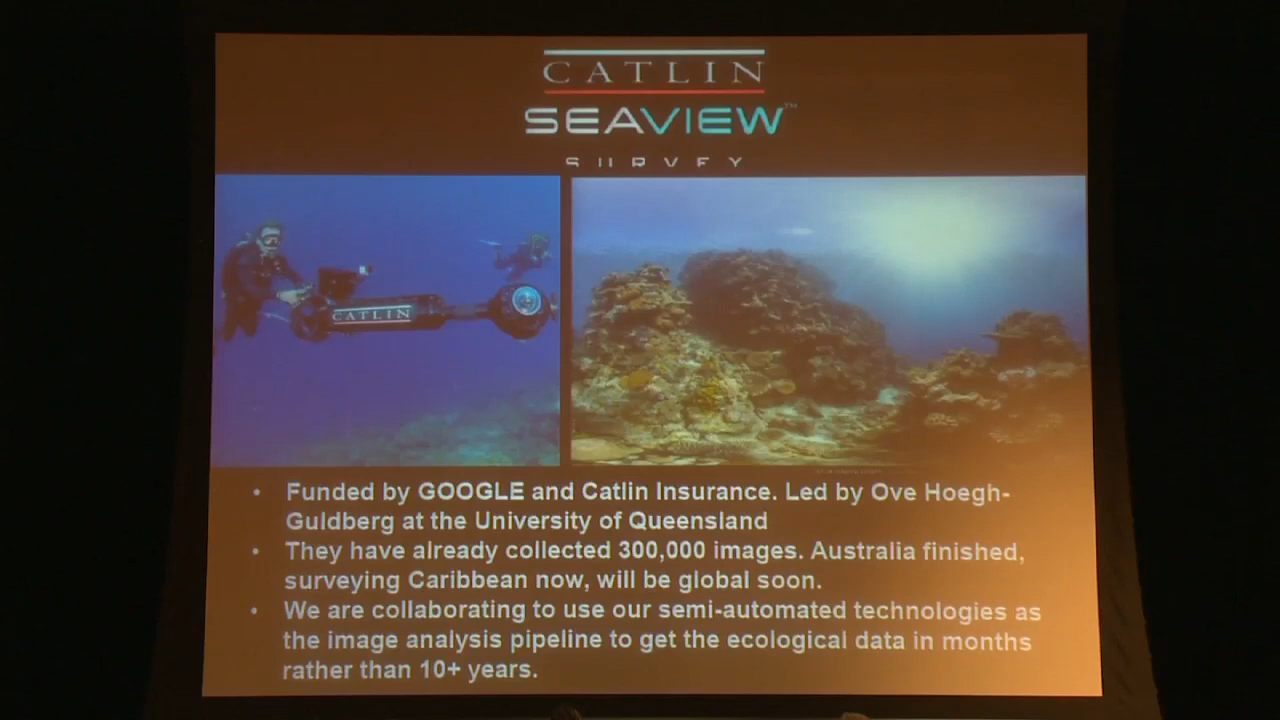 CATLIN
SEAVIEW™
SURVEY
CATLIN
• Funded by GOOGLE and Catlin Insurance. Led by Ove Hoegh-
Guldberg at the University of Queensland
• They have already collected 300,000 images. Australia finished,
surveying Caribbean now, will be global soon.
• We are collaborating to use our semi-automated technologies as
the image analysis pipeline to get the ecological data in months
rather than 10+ years.